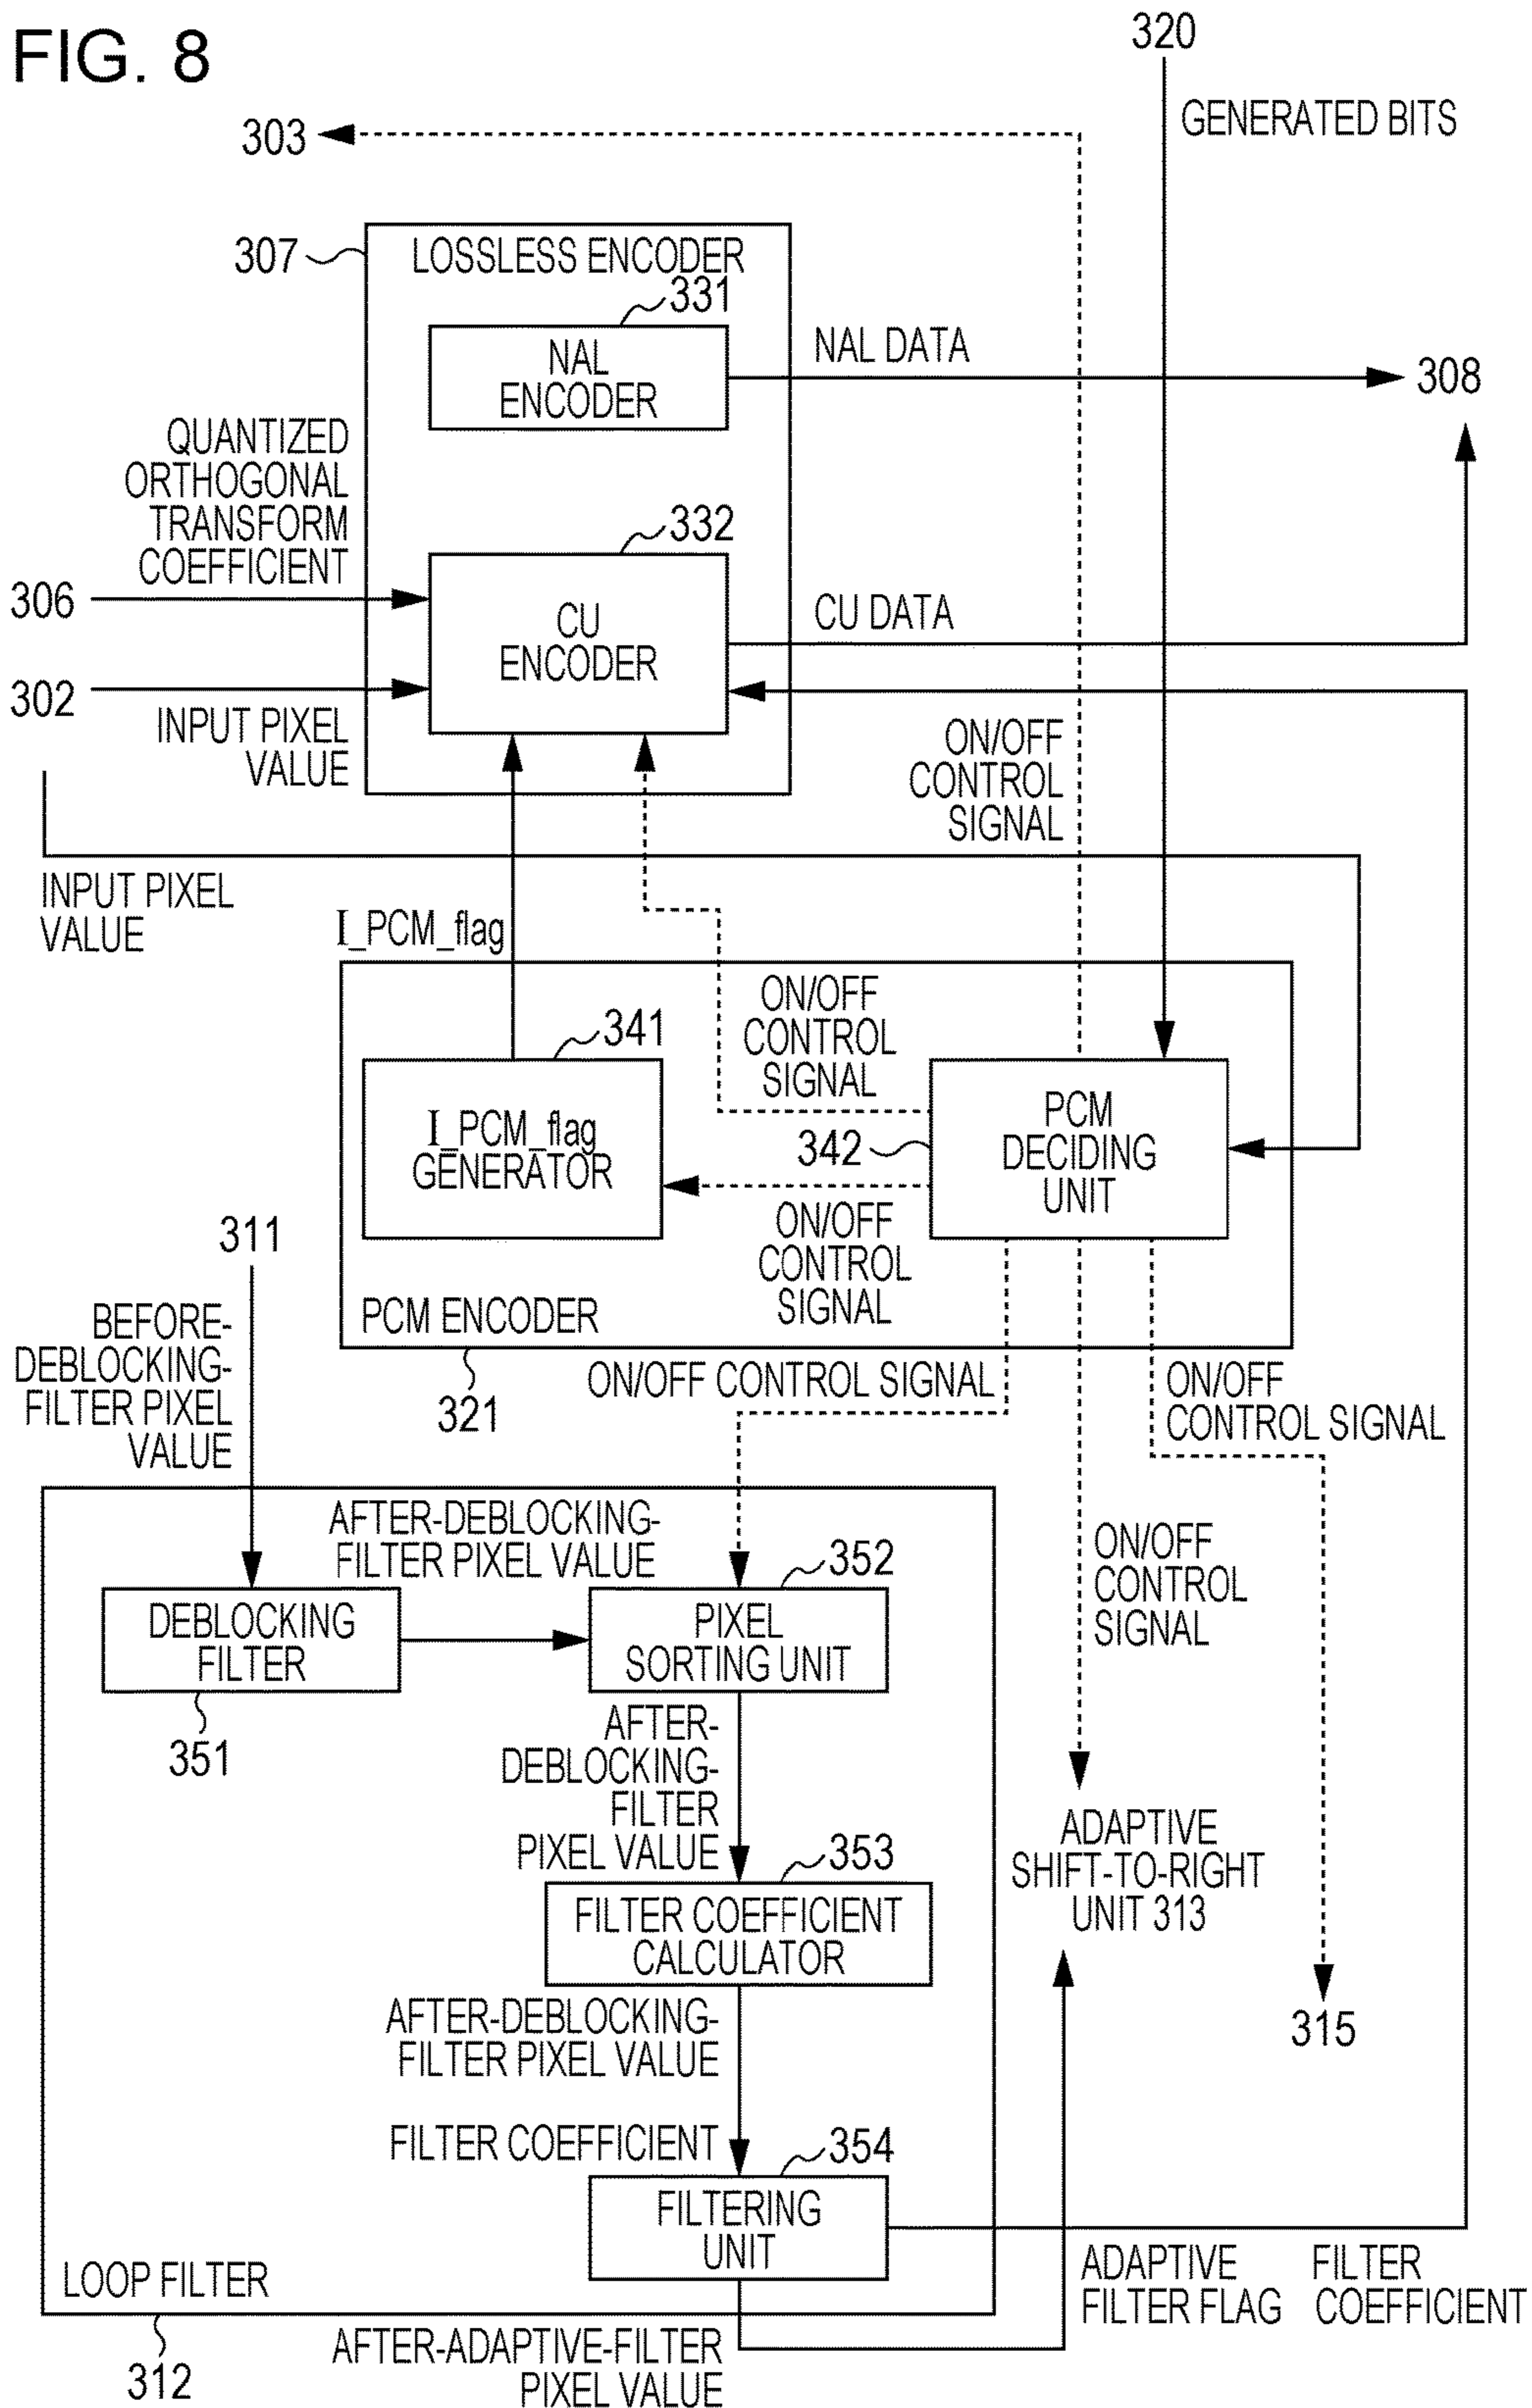 FIG. 8
320
GENERATED BITS
303
307
LOSSLESS ENCODER
331
NAL
ENCODER
NAL DATA
308
QUANTIZED
ORTHOGONAL
TRANSFORM
COEFFICIENT
332
306
CU
ENCODER
CU DATA
302
INPUT PIXEL
VALUE
ON/OFF
CONTROL
SIGNAL
INPUT PIXEL
VALUE
I_PCM_flag
ON/OFF
CONTROL
SIGNAL
341
I_PCM_flag
GENERATOR
342
PCM
DECIDING
UNIT
ON/OFF
CONTROL
SIGNAL
PCM ENCODER
321
311
BEFORE-
DEBLOCKING-
FILTER PIXEL
VALUE
ON/OFF CONTROL SIGNAL
ON/OFF
CONTROL SIGNAL
AFTER-DEBLOCKING-
FILTER PIXEL VALUE
352
ON/OFF
CONTROL
SIGNAL
DEBLOCKING
FILTER
351
PIXEL
SORTING UNIT
AFTER-
DEBLOCKING-
FILTER
PIXEL VALUE
353
ADAPTIVE
SHIFT-TO-RIGHT
UNIT 313
FILTER COEFFICIENT
CALCULATOR
315
AFTER-DEBLOCKING-
FILTER PIXEL VALUE
FILTER COEFFICIENT
354
FILTERING
UNIT
LOOP FILTER
312
ADAPTIVE
FILTER FLAG
FILTER
COEFFICIENT
AFTER-ADAPTIVE-FILTER
PIXEL VALUE